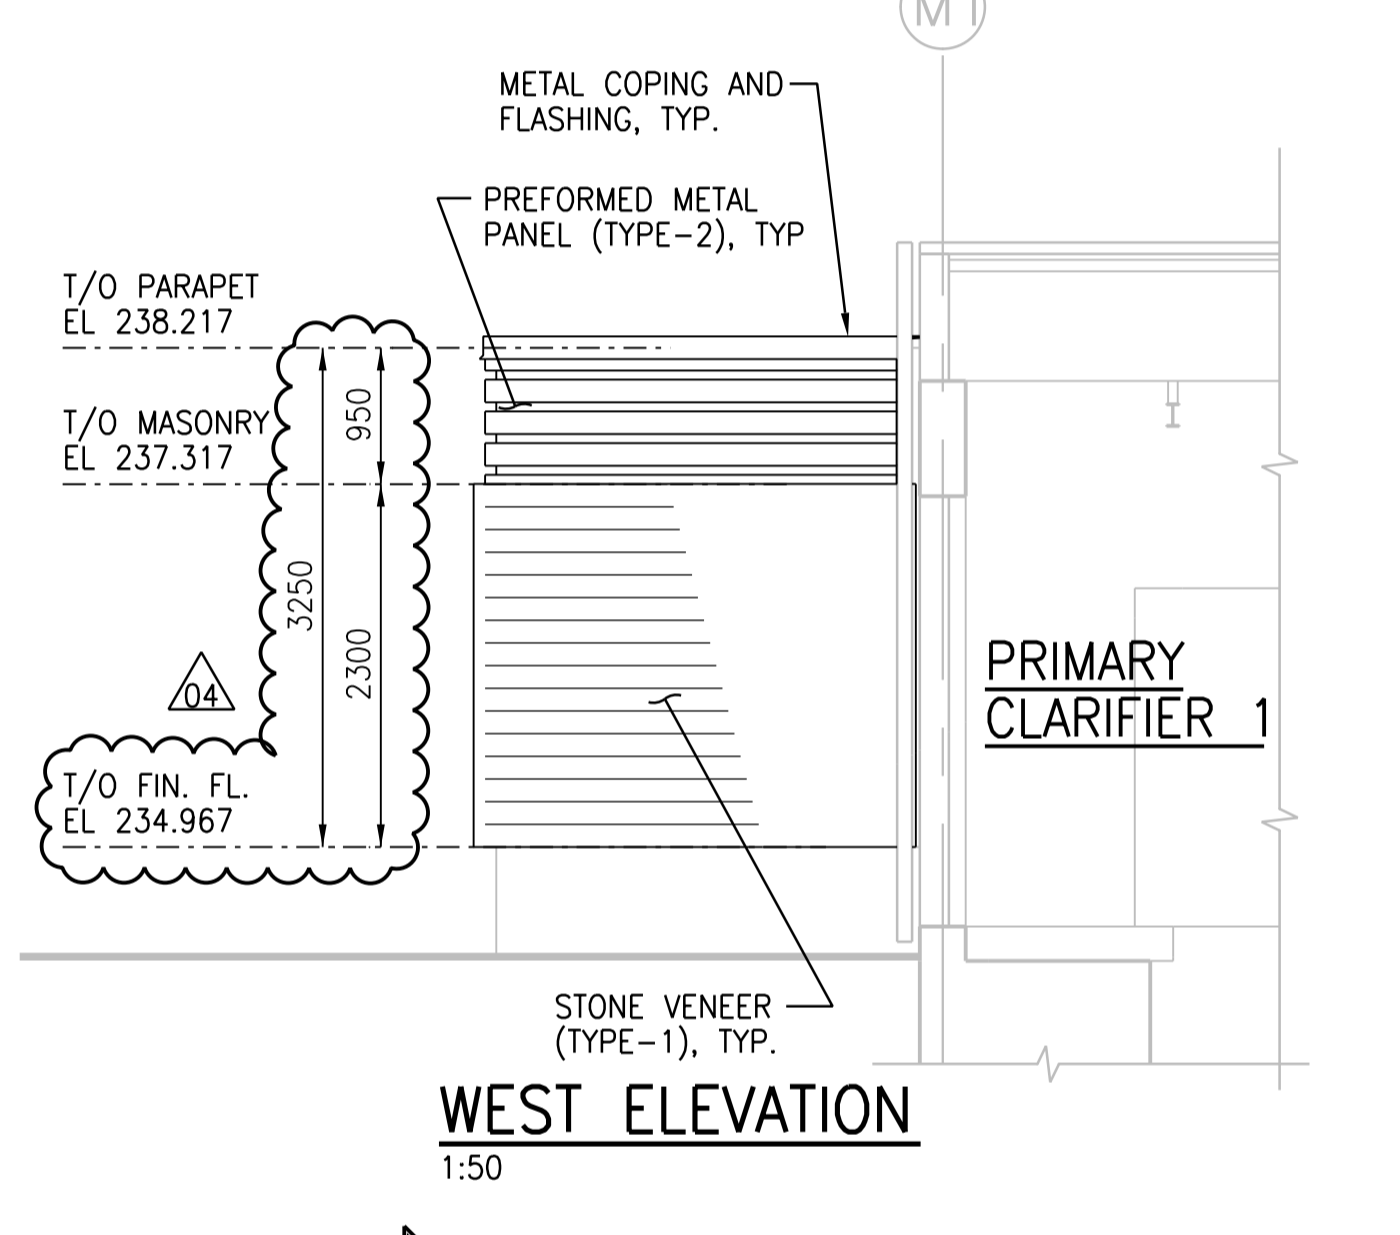 M1
METAL COPING AND
FLASHING, TYP.
PREFORMED METAL
PANEL (TYPE-2), TYP
T/O PARAPET
EL 238.217
950
T/O MASONRY
EL 237.317
3250
2300
04
PRIMARY
CLARIFIER 1
T/O FIN. FL.
EL 234.967
STONE VENEER
(TYPE-1), TYP.
WEST ELEVATION
1:50